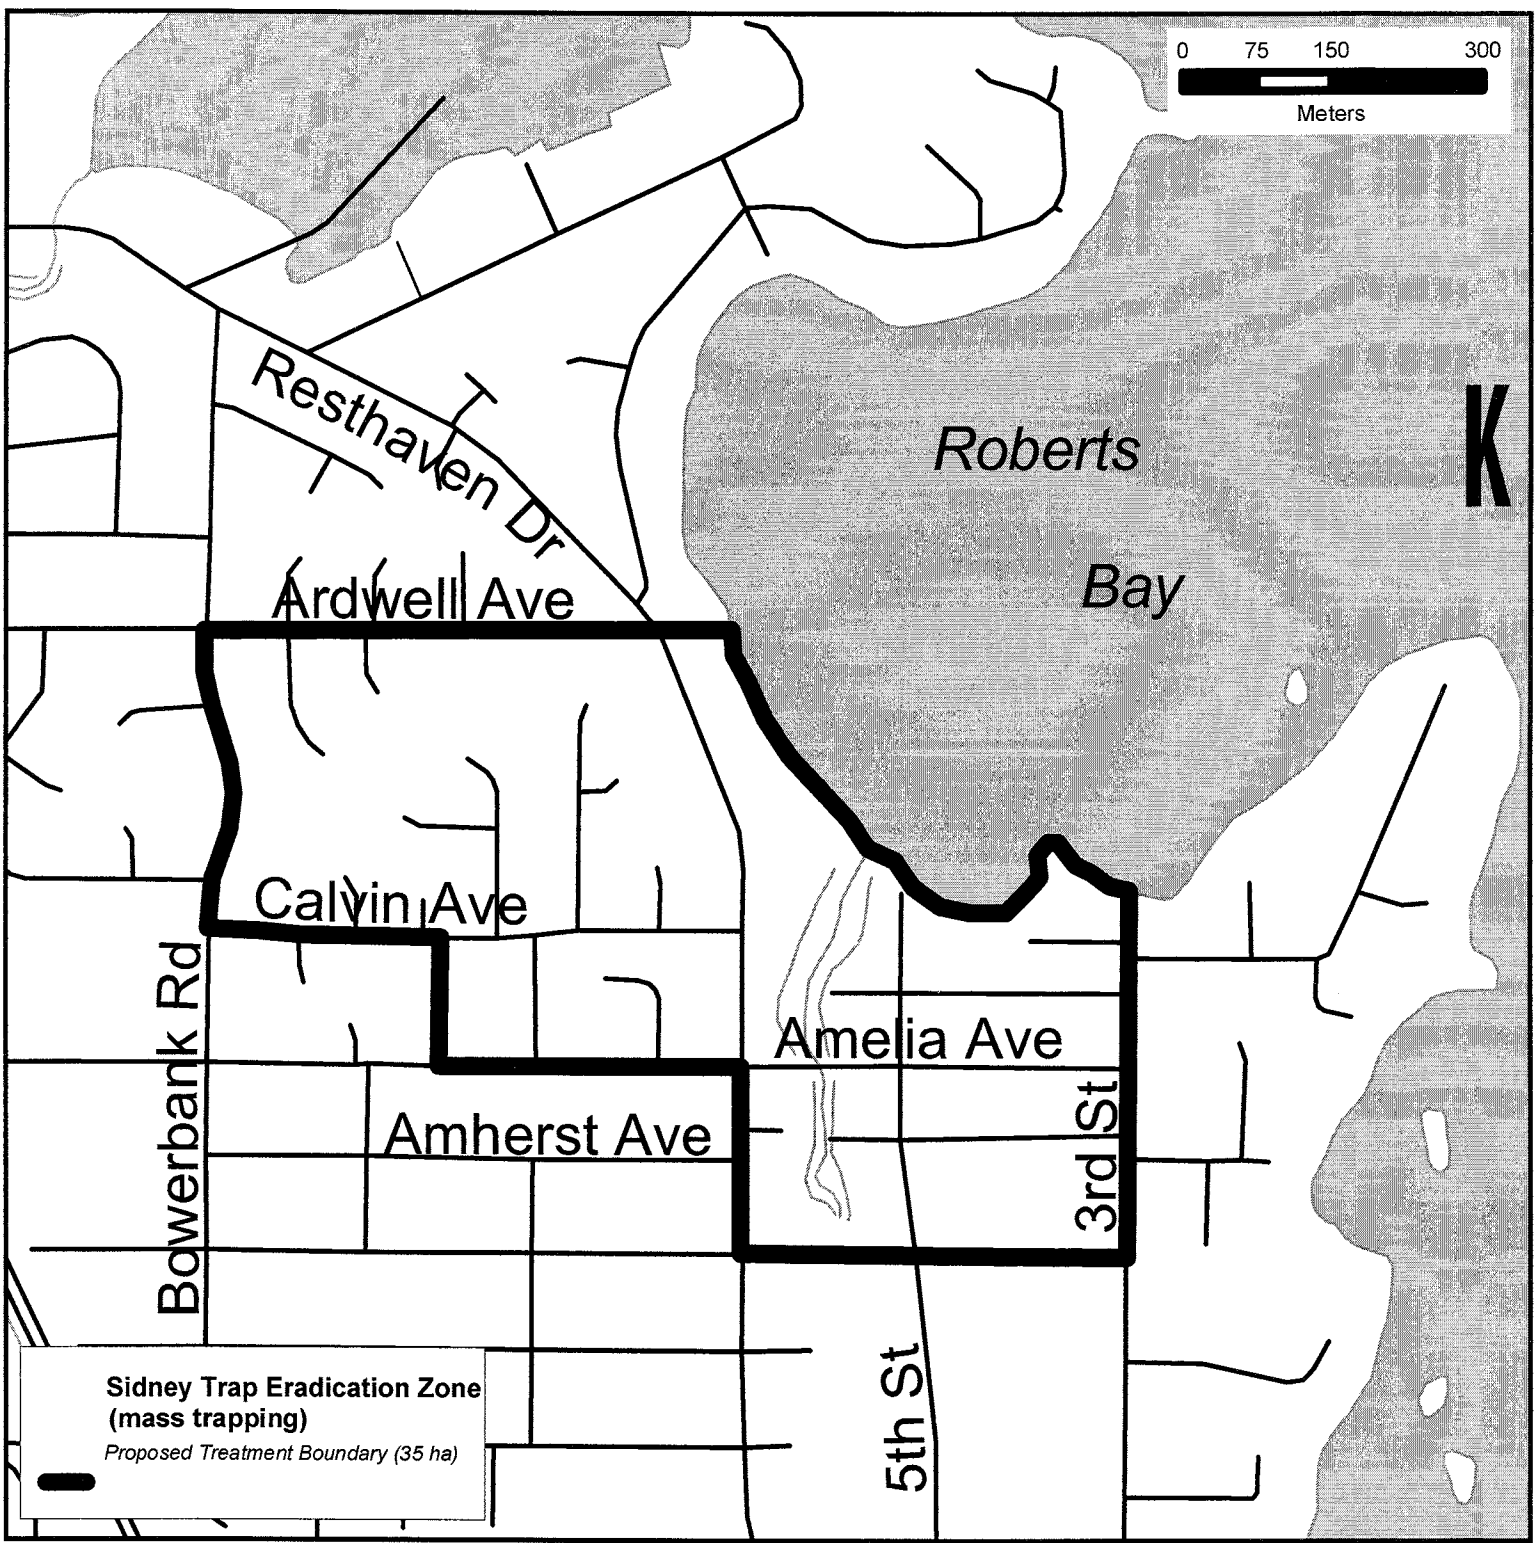 0 75 150 300
Meters
Resthaven Dr
Roberts
K
Bay
Ardwell Ave
Calvin Ave
Bowerbank Rd
Amelia Ave
Amherst Ave
3rd St
5th St
Sidney Trap Eradication Zone
(mass trapping)
Proposed Treatment Boundary (35 ha)